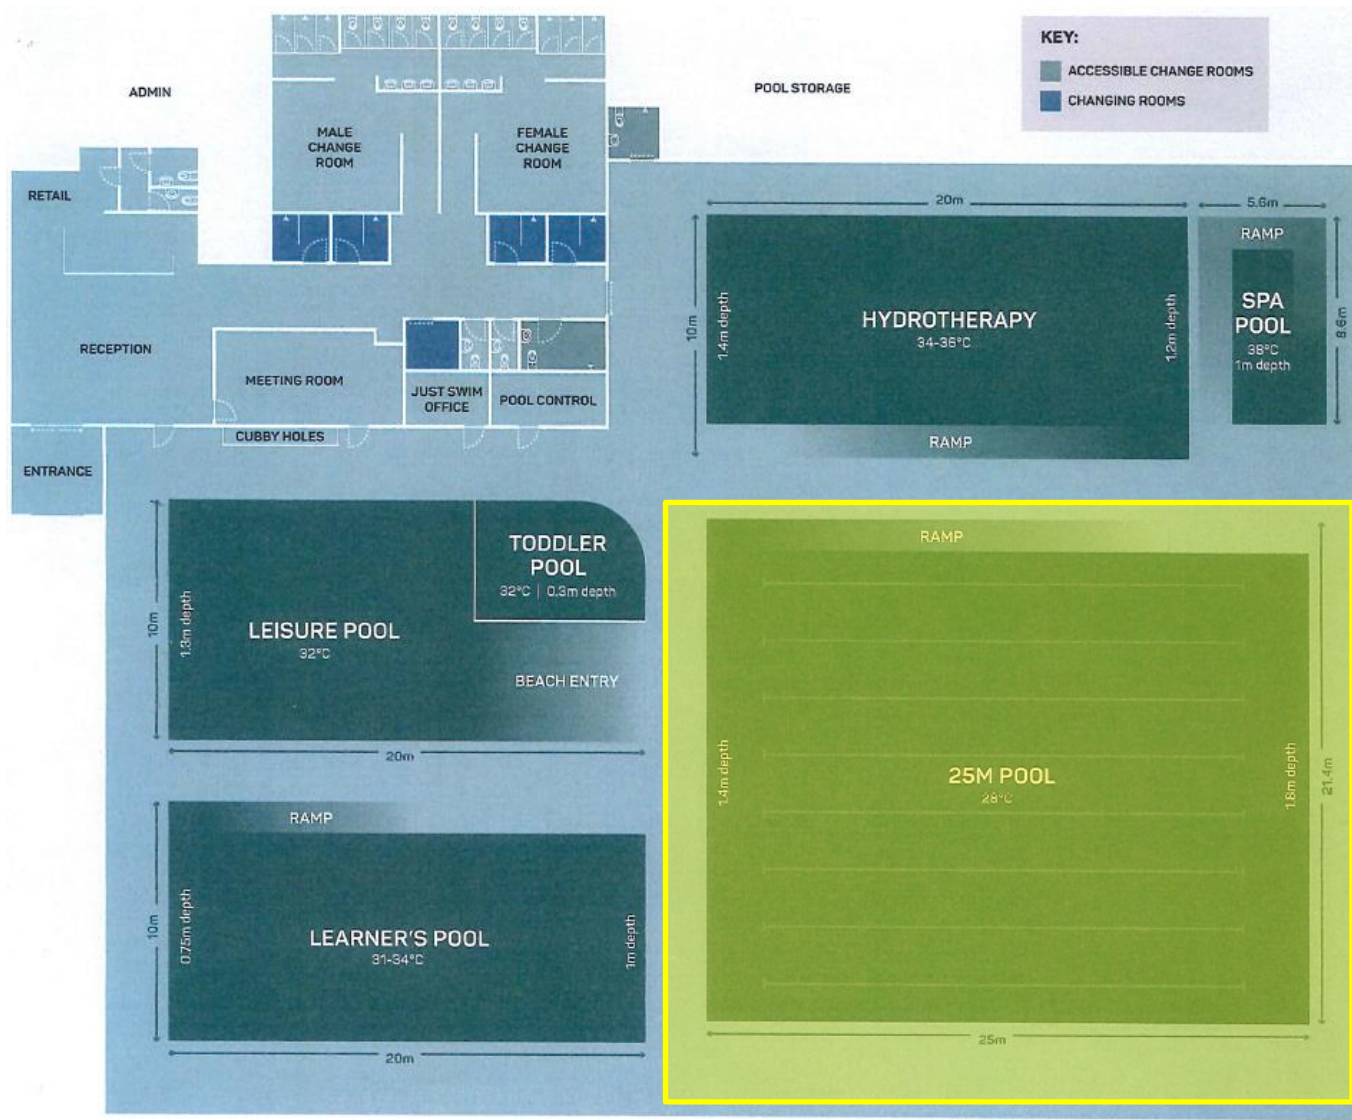 KEY:
ACCESSIBLE CHANGE ROOMS
CHANGING ROOMS
ADMIN
POOL STORAGE
MALE
CHANGE
ROOM
FEMALE
CHANGE
ROOM
RETAIL
RECEPTION
MEETING ROOM
JUST SWIM
OFFICE
POOL CONTROL
CUBBY HOLES
ENTRANCE
20m
10m
1.4m depth
HYDROTHERAPY
34-36°C
1.2m depth
RAMP
5.6m
RAMP
SPA
POOL
38°C
1m depth
8.6m
TODDLER
POOL
32°C | 0.3m depth
10m
1.3m depth
LEISURE POOL
32°C
BEACH ENTRY
20m
RAMP
10m
0.75m depth
LEARNER'S POOL
31-34°C
1m depth
20m
RAMP
1.4m depth
25M POOL
28°C
1.6m depth
21.4m
25m